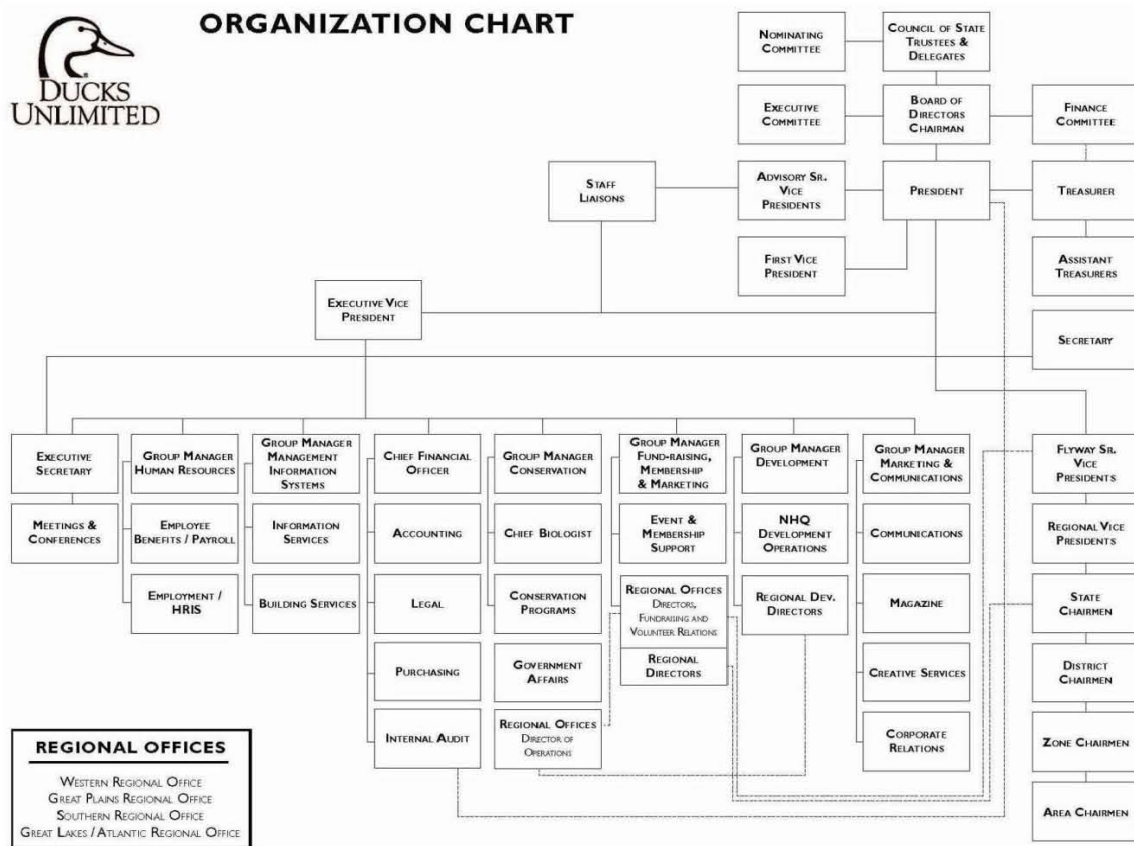 ORGANIZATION CHART
DUCKS
UNLIMITED
NOMINATING
COMMITTEE
COUNCIL OF STATE
TRUSTEES &
DELEGATES
EXECUTIVE
COMMITTEE
BOARD OF
DIRECTORS
CHAIRMAN
FINANCE
COMMITTEE
STAFF
LIAISONS
ADVISORY SR.
VICE
PRESIDENTS
PRESIDENT
TREASURER
FIRST VICE
PRESIDENT
ASSISTANT
TREASURERS
EXECUTIVE VICE
PRESIDENT
SECRETARY
EXECUTIVE
SECRETARY
GROUP MANAGER
HUMAN RESOURCES
GROUP MANAGER
MANAGEMENT
INFORMATION
SYSTEMS
CHIEF FINANCIAL
OFFICER
GROUP MANAGER
CONSERVATION
GROUP MANAGER
FUND-RAISING,
MEMBERSHIP
& MARKETING
GROUP MANAGER
DEVELOPMENT
GROUP MANAGER
MARKETING &
COMMUNICATIONS
FLYWAY SR.
VICE
PRESIDENTS
MEETINGS &
CONFERENCES
EMPLOYEE
BENEFITS / PAYROLL
INFORMATION
SERVICES
ACCOUNTING
CHIEF BIOLOGIST
EVENT &
MEMBERSHIP
SUPPORT
NHQ
DEVELOPMENT
OPERATIONS
COMMUNICATIONS
REGIONAL VICE
PRESIDENTS
EMPLOYMENT /
HRIS
BUILDING SERVICES
LEGAL
CONSERVATION
PROGRAMS
REGIONAL OFFICES
DIRECTORS,
FUNDRAISING AND
VOLUNTEER RELATIONS
REGIONAL DEV.
DIRECTORS
MAGAZINE
STATE
CHAIRMEN
PURCHASING
GOVERNMENT
AFFAIRS
REGIONAL
DIRECTORS
CREATIVE SERVICES
DISTRICT
CHAIRMEN
INTERNAL AUDIT
REGIONAL OFFICES
DIRECTOR OF
OPERATIONS
CORPORATE
RELATIONS
ZONE CHAIRMEN
AREA CHAIRMEN
REGIONAL OFFICES
WESTERN REGIONAL OFFICE
GREAT PLAINS REGIONAL OFFICE
SOUTHERN REGIONAL OFFICE
GREAT LAKES / ATLANTIC REGIONAL OFFICE